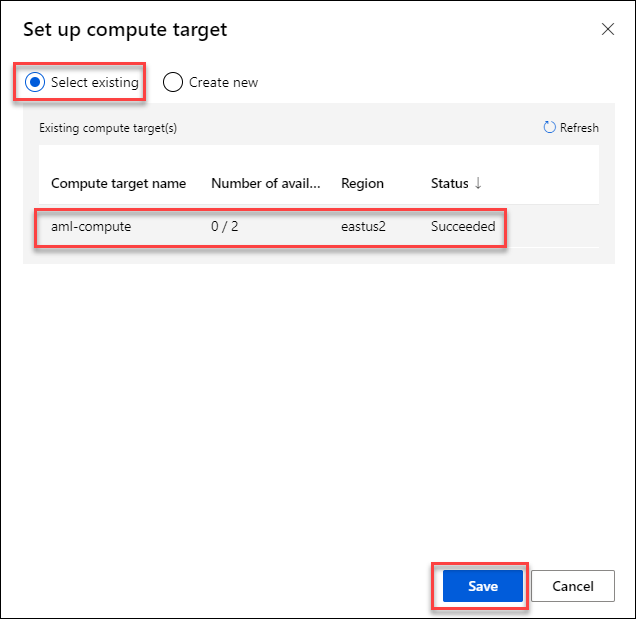 Set up compute target
Select existing Create new
Existing compute target(s) Refresh
Compute target name Number of avail... Region Status ↓
aml-compute 0 / 2 eastus2 Succeeded
Save Cancel